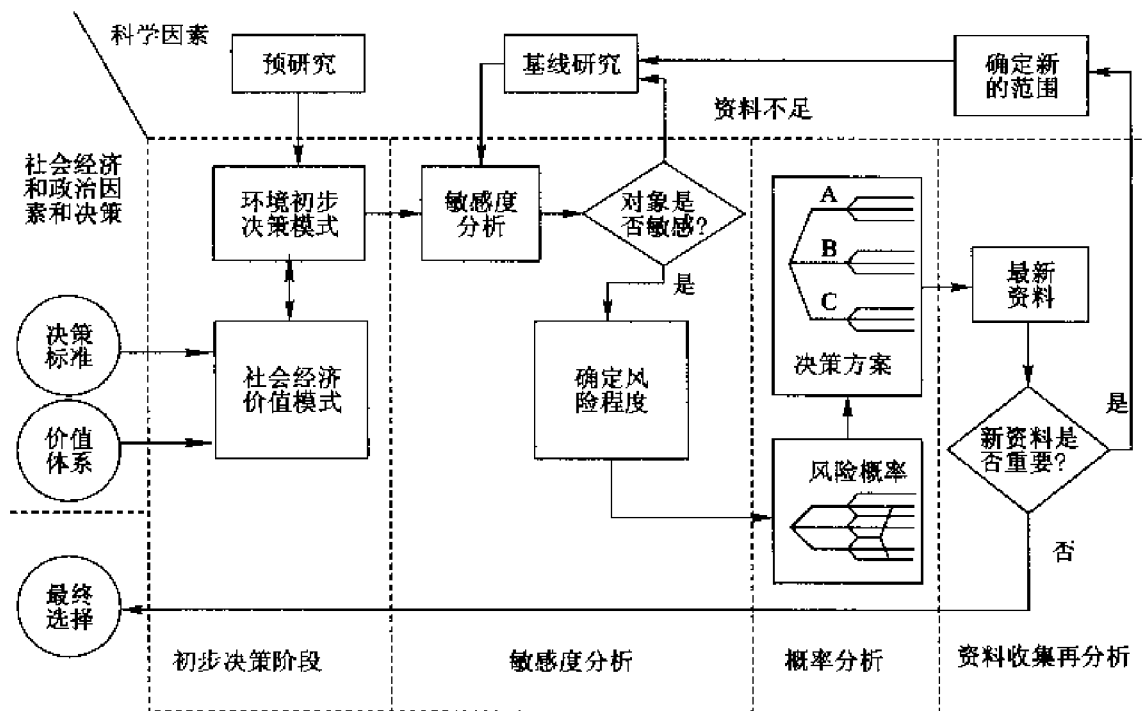 科学因素
预研究
基线研究
确定新
的范围
资料不足
社会经济
和政治因
素和决策
环境初步
决策模式
敏感度
分析
对象是
否敏感?
A
B
C
决策方案
最新
资料
是
决策
标准
社会经济
价值模式
确定风
险程度
是
价值
体系
新资料是
否重要?
风险概率
否
最终
选择
初步决策阶段
敏感度分析
概率分析
资料收集再分析